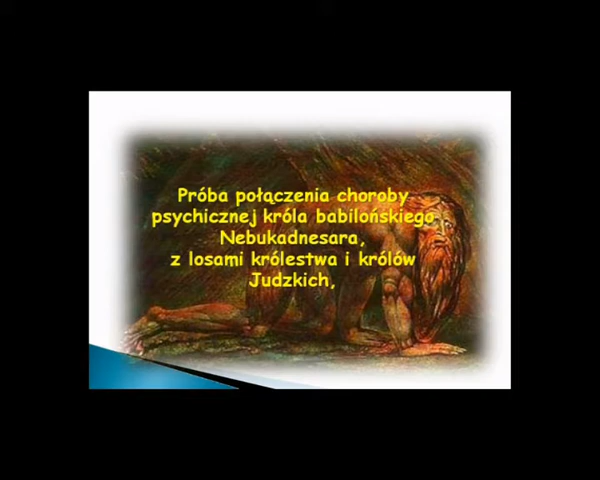 Próba połączenia choroby
psychicznej króla babilońskiego
Nebukadnesara,
z losami królestwa i królów
Judzkich,